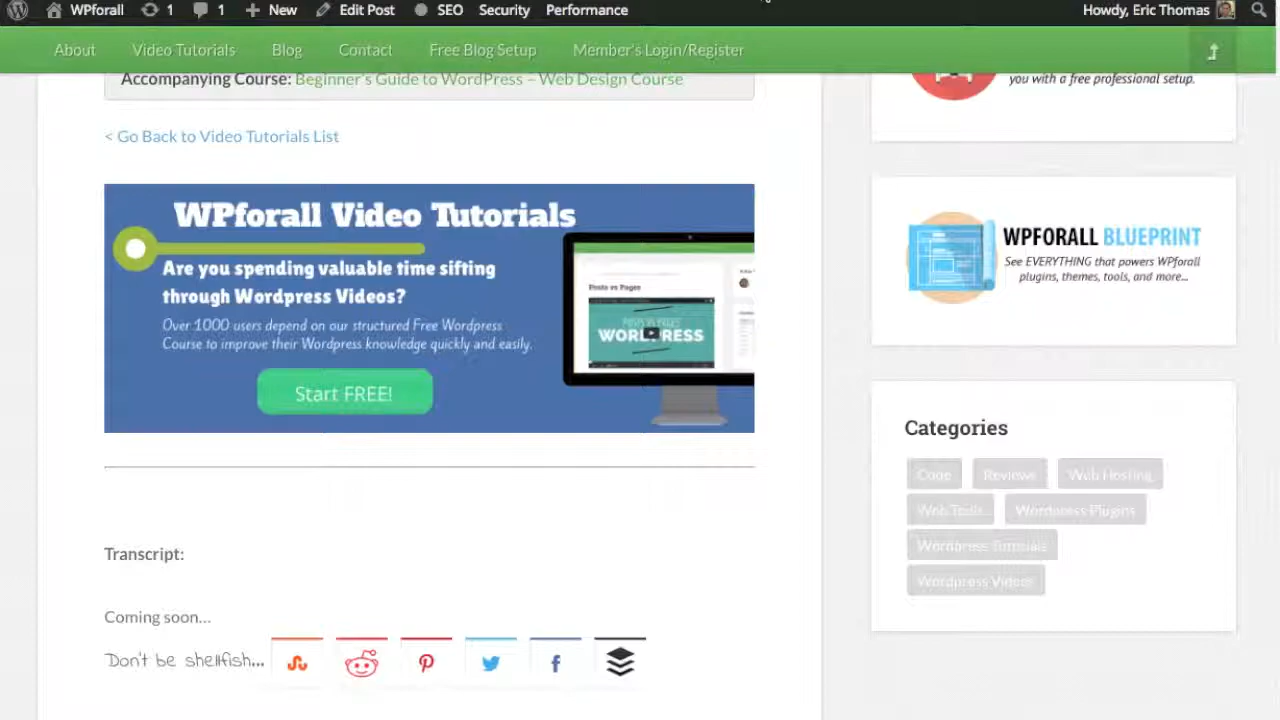 WPforall 1 1 New Edit Post SEO Security Performance Howdy, Eric Thomas
About Video Tutorials Blog Contact Free Blog Setup Member's Login/Register
Accompanying Course: Beginner's Guide to WordPress – Web Design Course
you with a free professional setup.
< Go Back to Video Tutorials List
WPforall Video Tutorials
Are you spending valuable time sifting
through Wordpress Videos?
Over 1000 users depend on our structured Free Wordpress
Course to improve their Wordpress knowledge quickly and easily.
Start FREE!
Posts vs Pages
WORDPRESS
WPFORALL BLUEPRINT
See EVERYTHING that powers WPforall
plugins, themes, tools, and more...
Categories
Code Reviews Web Hosting
Web Tools Wordpress Plugins
Wordpress Tutorials
Wordpress Videos
Transcript:
Coming soon...
Don't be shellfish...